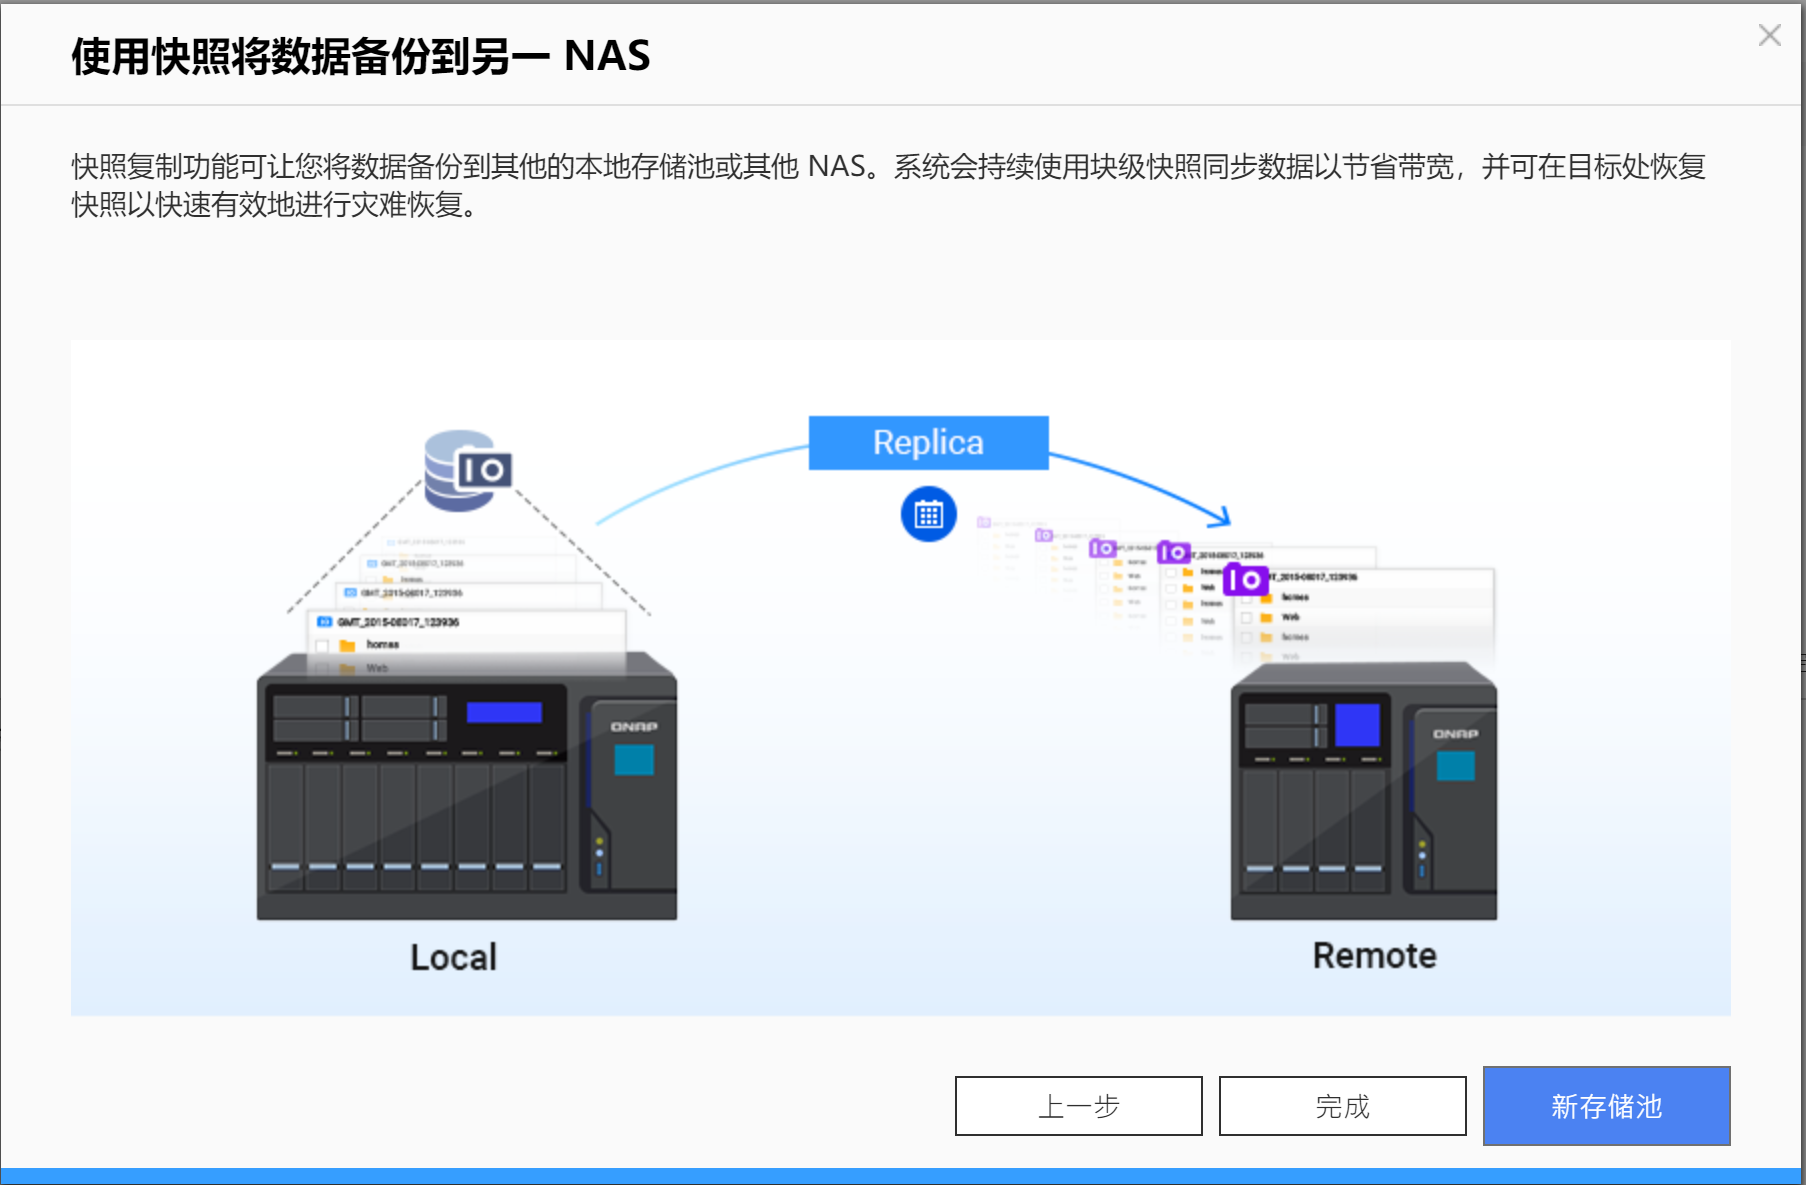 使用快照将数据备份到另一 NAS
快照复制功能可让您将数据备份到其他的本地存储池或其他 NAS。系统会持续使用块级快照同步数据以节省带宽，并可在目标处恢复
快照以快速有效地进行灾难恢复。
Replica
GMT_2015-08017_123936
GMT_2015-08017_123936
GMT_2015-08017_123936
homes
Web
homes
Web
homes
QNAP
QNAP
Local
Remote
上一步
完成
新存储池